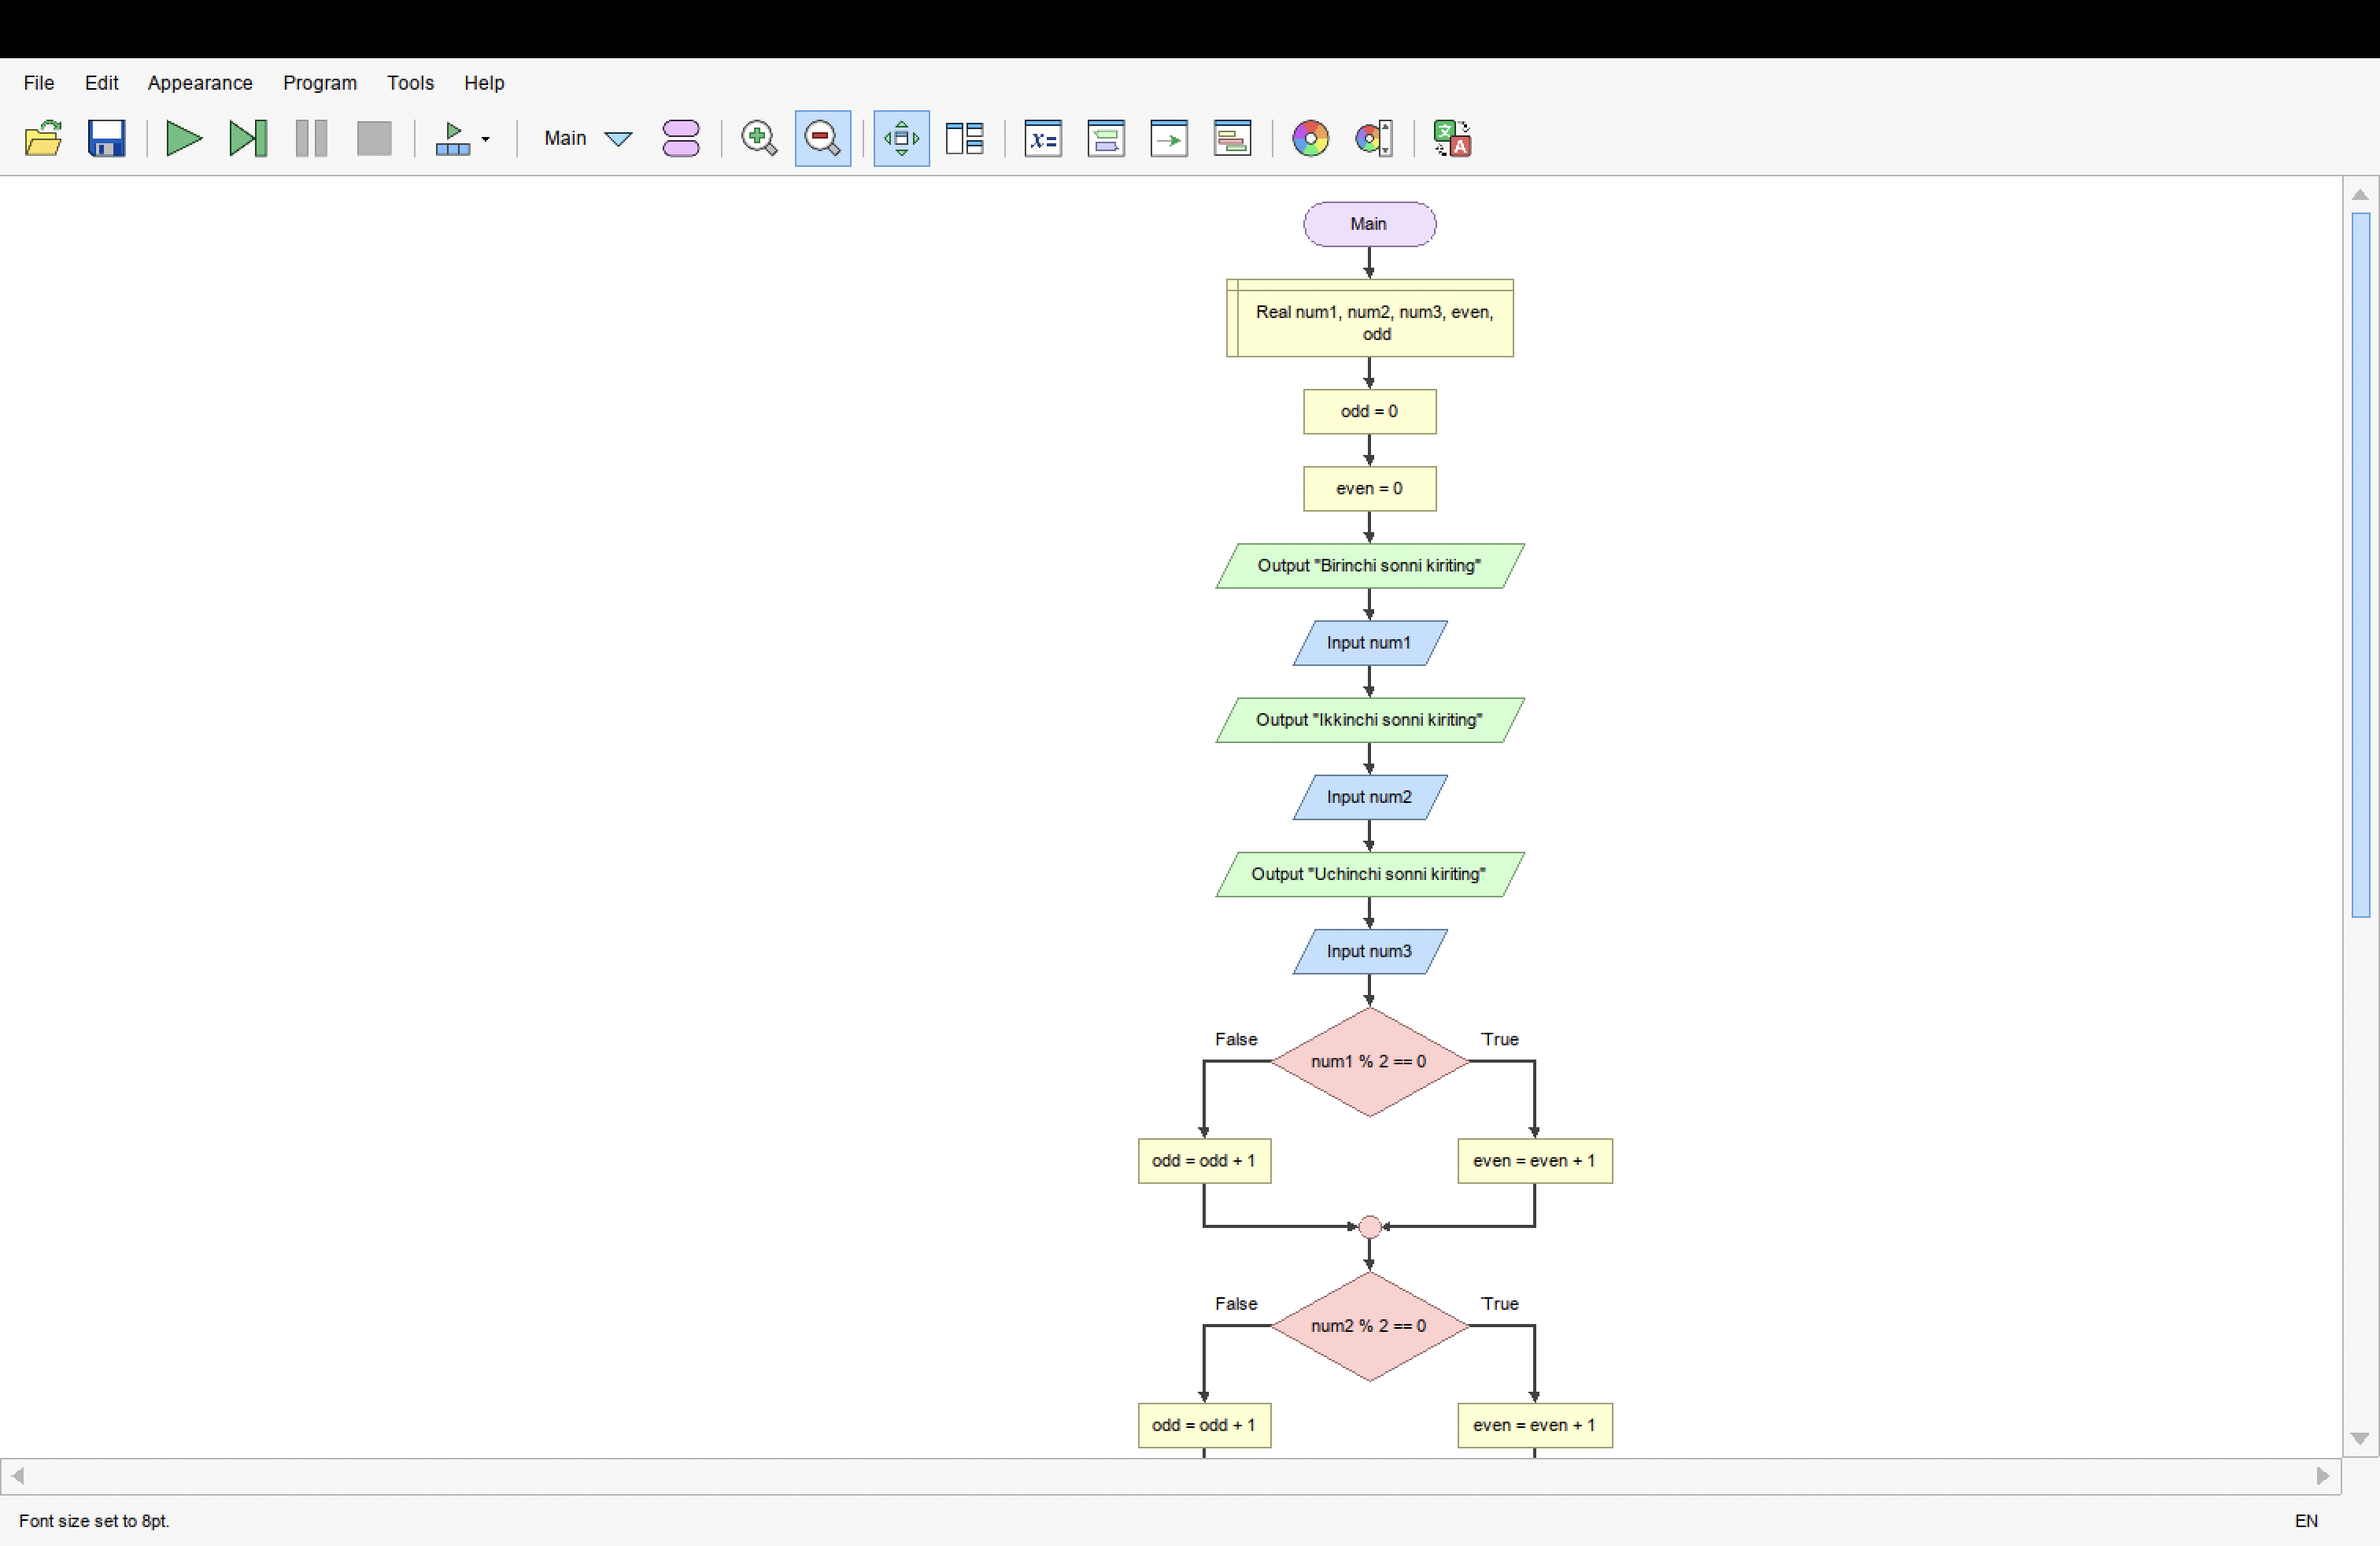 File Edit Appearance Program Tools Help
Main
x=
Main
Real num1, num2, num3, even,
odd
odd = 0
even = 0
Output "Birinchi sonni kiriting"
Input num1
Output "Ikkinchi sonni kiriting"
Input num2
Output "Uchinchi sonni kiriting"
Input num3
False
True
num1 % 2 == 0
odd = odd + 1
even = even + 1
False
True
num2 % 2 == 0
odd = odd + 1
even = even + 1
Font size set to 8pt.
EN